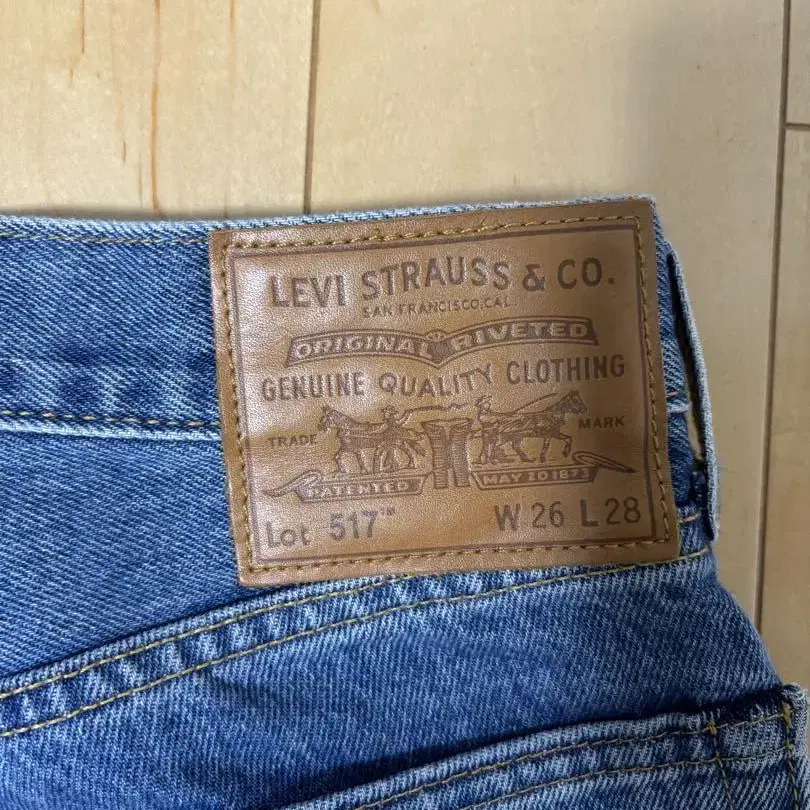 LEVI STRAUSS & CO.
SAN FRANCISCO, CAL
ORIGINAL RIVETED
GENUINE QUALITY CLOTHING
TRADE MARK
PATENTED MAY 20 1873
Lot 517™ W 26 L 28